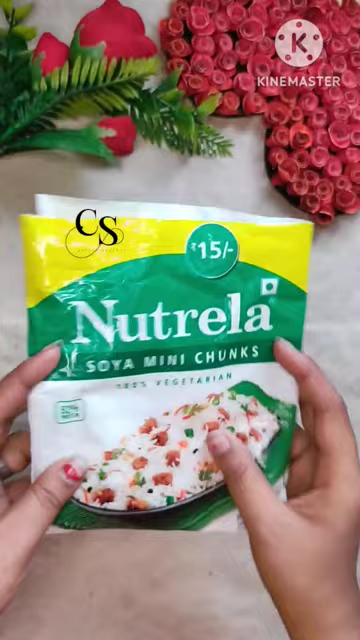 KINEMASTER
CS
₹15/-
Nutrela
SOYA MINI CHUNKS
100% VEGETARIAN